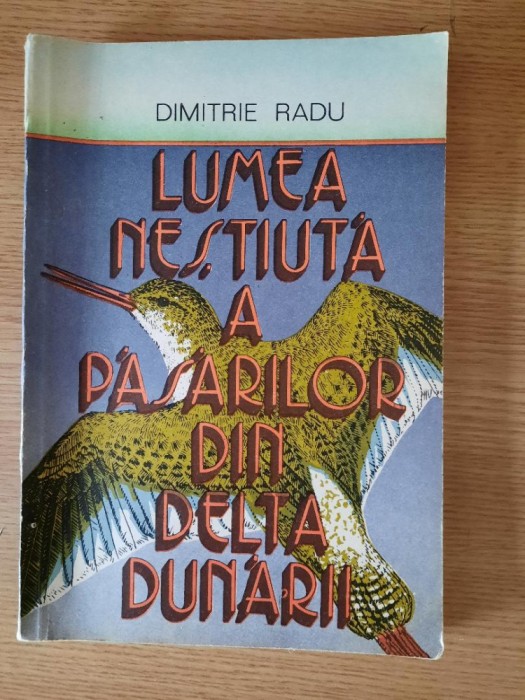 DIMITRIE RADU
LUMEA
NEȘTIUTĂ
A
PĂSĂRILOR
DIN
DELTA
DUNĂRII